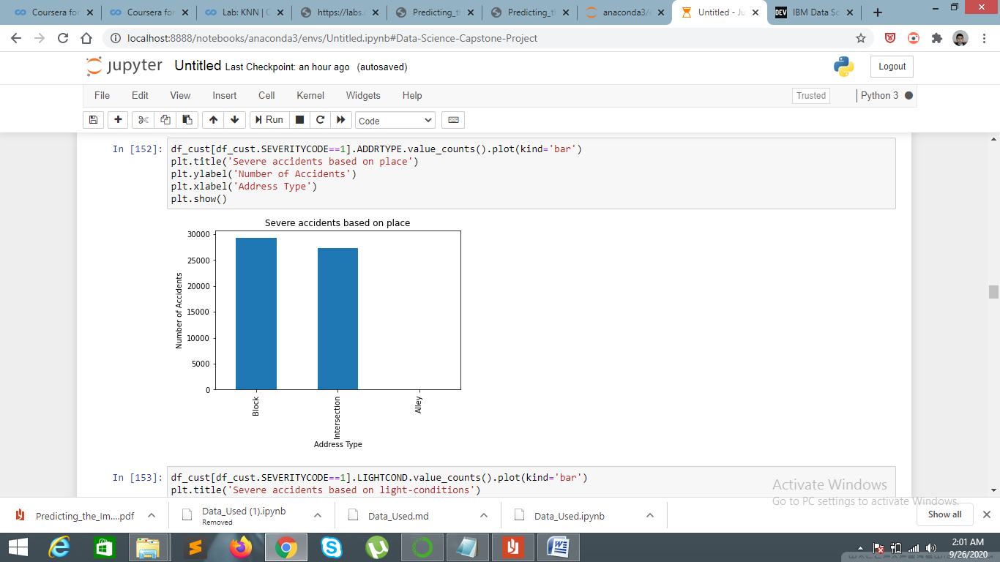 Coursera for
Coursera for
Lab: KNN | C
https://labs.c
Predicting_th
Predicting_th
anaconda3/e
Untitled - Ju
DEV
IBM Data Sc
localhost:8888/notebooks/anaconda3/envs/Untitled.ipynb#Data-Science-Capstone-Project
jupyter Untitled Last Checkpoint: an hour ago (autosaved)
Logout
File Edit View Insert Cell Kernel Widgets Help
Trusted
Python 3
Run
Code
In [152]:
df_cust[df_cust.SEVERITYCODE==1].ADDRTYPE.value_counts().plot(kind='bar')
plt.title('Severe accidents based on place')
plt.ylabel('Number of Accidents')
plt.xlabel('Address Type')
plt.show()
Severe accidents based on place
Number of Accidents
30000
25000
20000
15000
10000
5000
0
Block
Intersection
Alley
Address Type
In [153]:
df_cust[df_cust.SEVERITYCODE==1].LIGHTCOND.value_counts().plot(kind='bar')
plt.title('Severe accidents based on light-conditions')
Activate Windows
Go to PC settings to activate Windows.
Predicting_the_Im....pdf
Data_Used (1).ipynb
Removed
Data_Used.md
Data_Used.ipynb
Show all
2:01 AM
9/26/2020